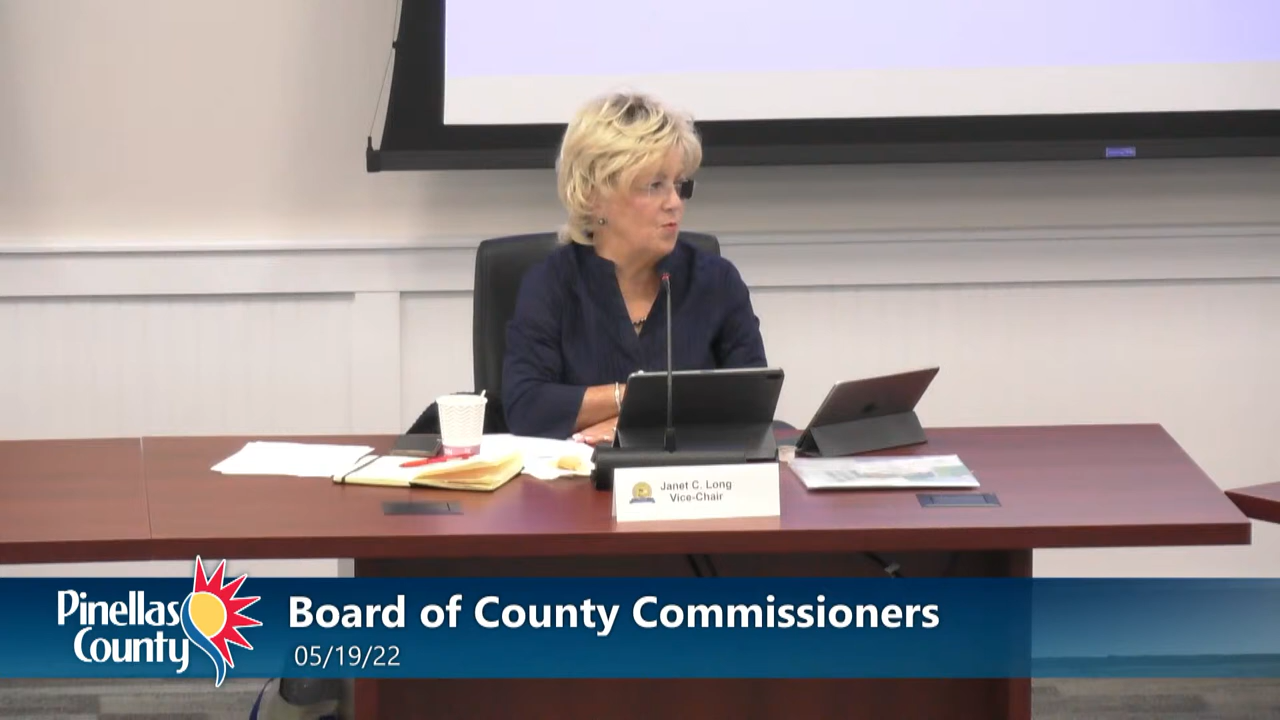 Janet C. Long
Vice-Chair
Pinellas
County
Board of County Commissioners
05/19/22